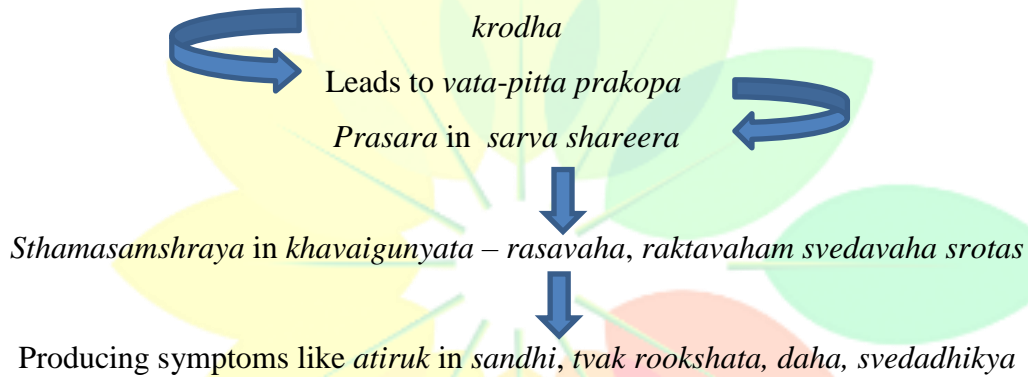 krodha
Leads to vata-pitta prakopa
Prasara in sarva shareera
Sthamasamshraya in khavaigunyata – rasavaha, raktavaham svedavaha srotas
Producing symptoms like atiruk in sandhi, tvak rookshata, daha, svedadhikya